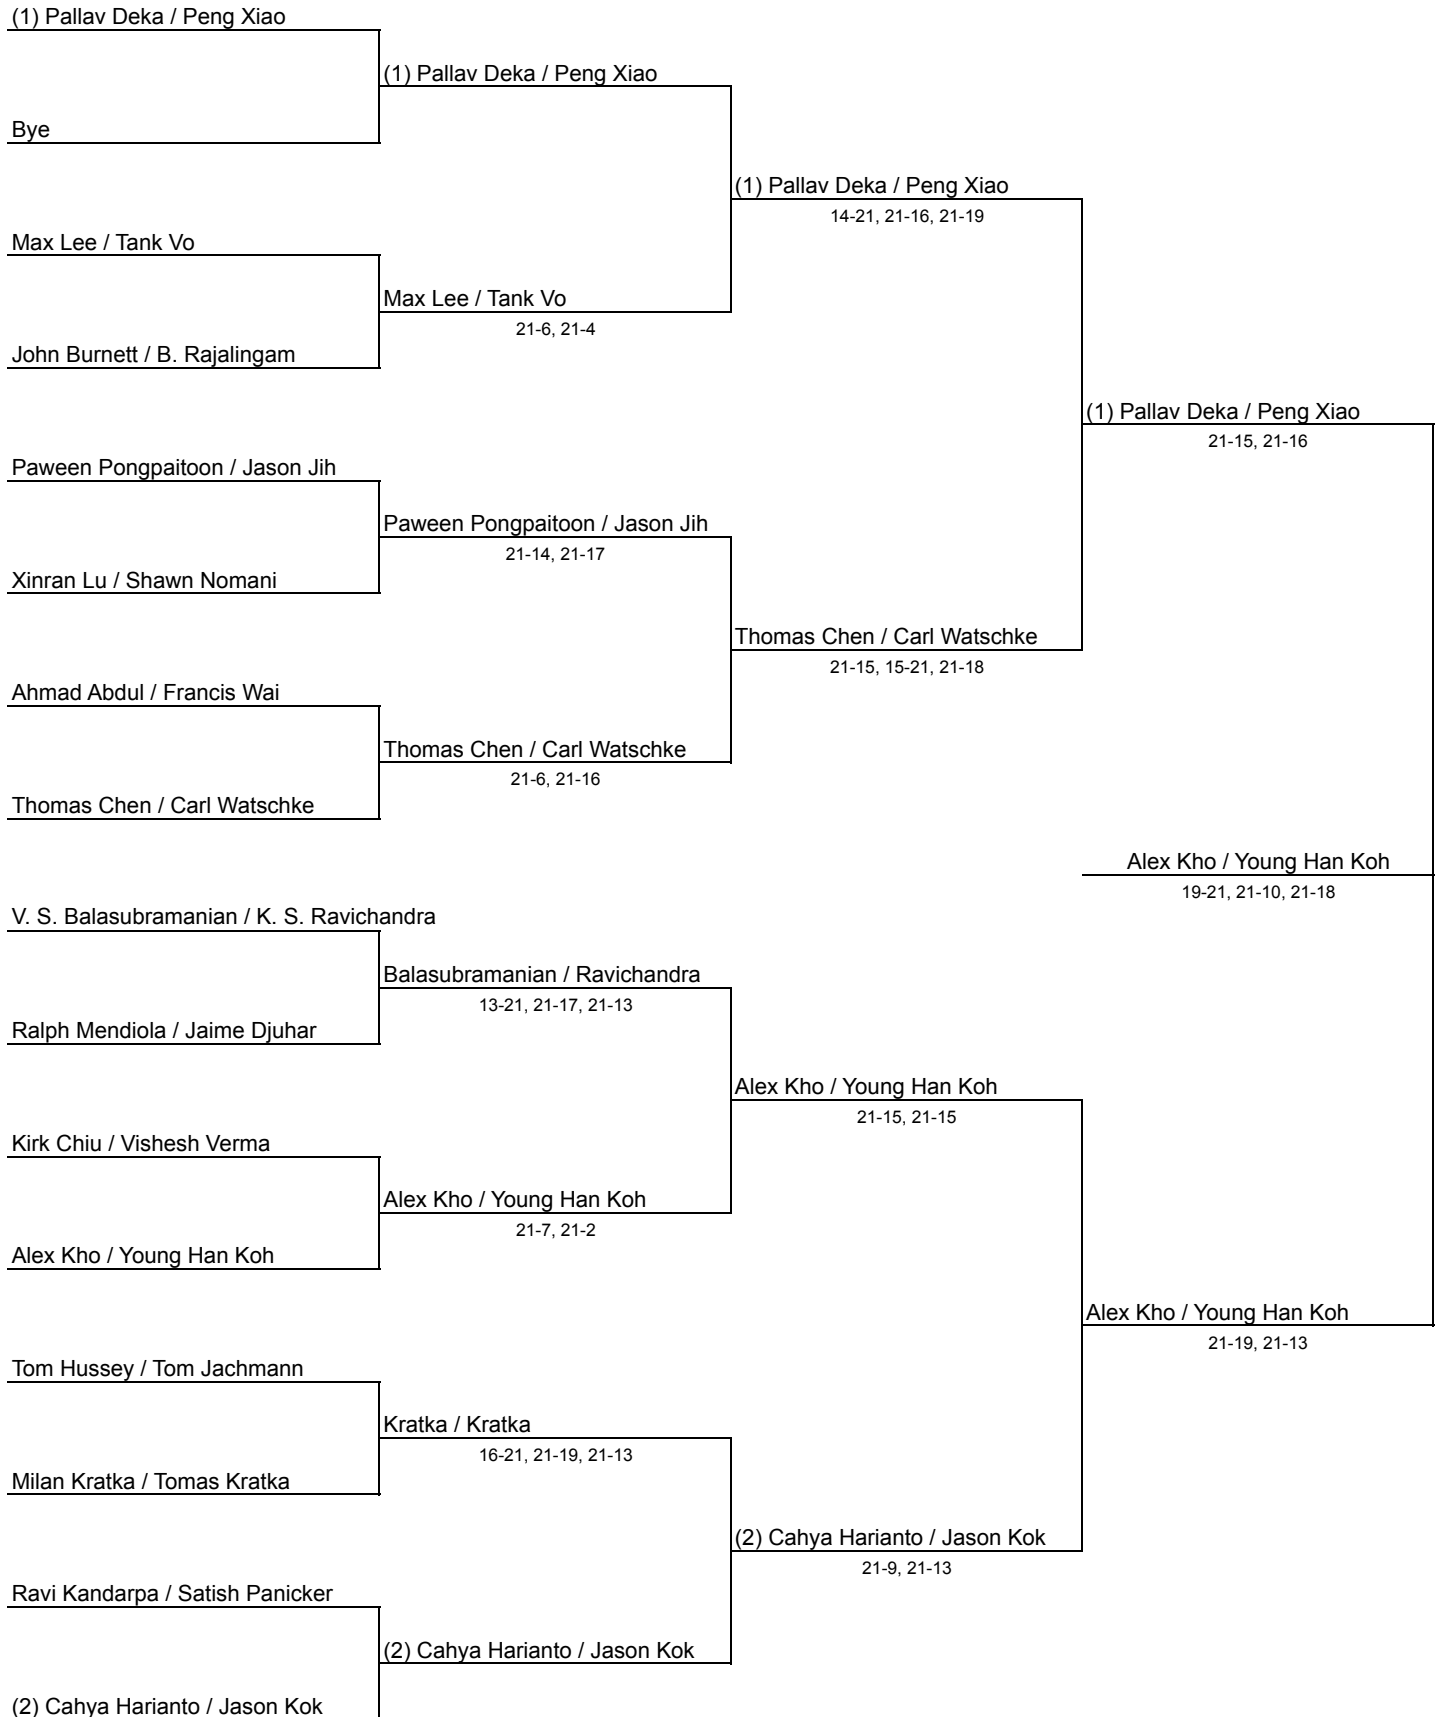 (1) Pallav Deka / Peng Xiao
(1) Pallav Deka / Peng Xiao
Bye
(1) Pallav Deka / Peng Xiao
14-21, 21-16, 21-19
Max Lee / Tank Vo
Max Lee / Tank Vo
21-6, 21-4
John Burnett / B. Rajalingam
(1) Pallav Deka / Peng Xiao
21-15, 21-16
Paween Pongpaitoon / Jason Jih
Paween Pongpaitoon / Jason Jih
21-14, 21-17
Xinran Lu / Shawn Nomani
Thomas Chen / Carl Watschke
21-15, 15-21, 21-18
Ahmad Abdul / Francis Wai
Thomas Chen / Carl Watschke
21-6, 21-16
Thomas Chen / Carl Watschke
Alex Kho / Young Han Koh
19-21, 21-10, 21-18
V. S. Balasubramanian / K. S. Ravichandra
Balasubramanian / Ravichandra
13-21, 21-17, 21-13
Ralph Mendiola / Jaime Djuhar
Alex Kho / Young Han Koh
21-15, 21-15
Kirk Chiu / Vishesh Verma
Alex Kho / Young Han Koh
21-7, 21-2
Alex Kho / Young Han Koh
Alex Kho / Young Han Koh
21-19, 21-13
Tom Hussey / Tom Jachmann
Kratka / Kratka
16-21, 21-19, 21-13
Milan Kratka / Tomas Kratka
(2) Cahya Harianto / Jason Kok
21-9, 21-13
Ravi Kandarpa / Satish Panicker
(2) Cahya Harianto / Jason Kok
(2) Cahya Harianto / Jason Kok